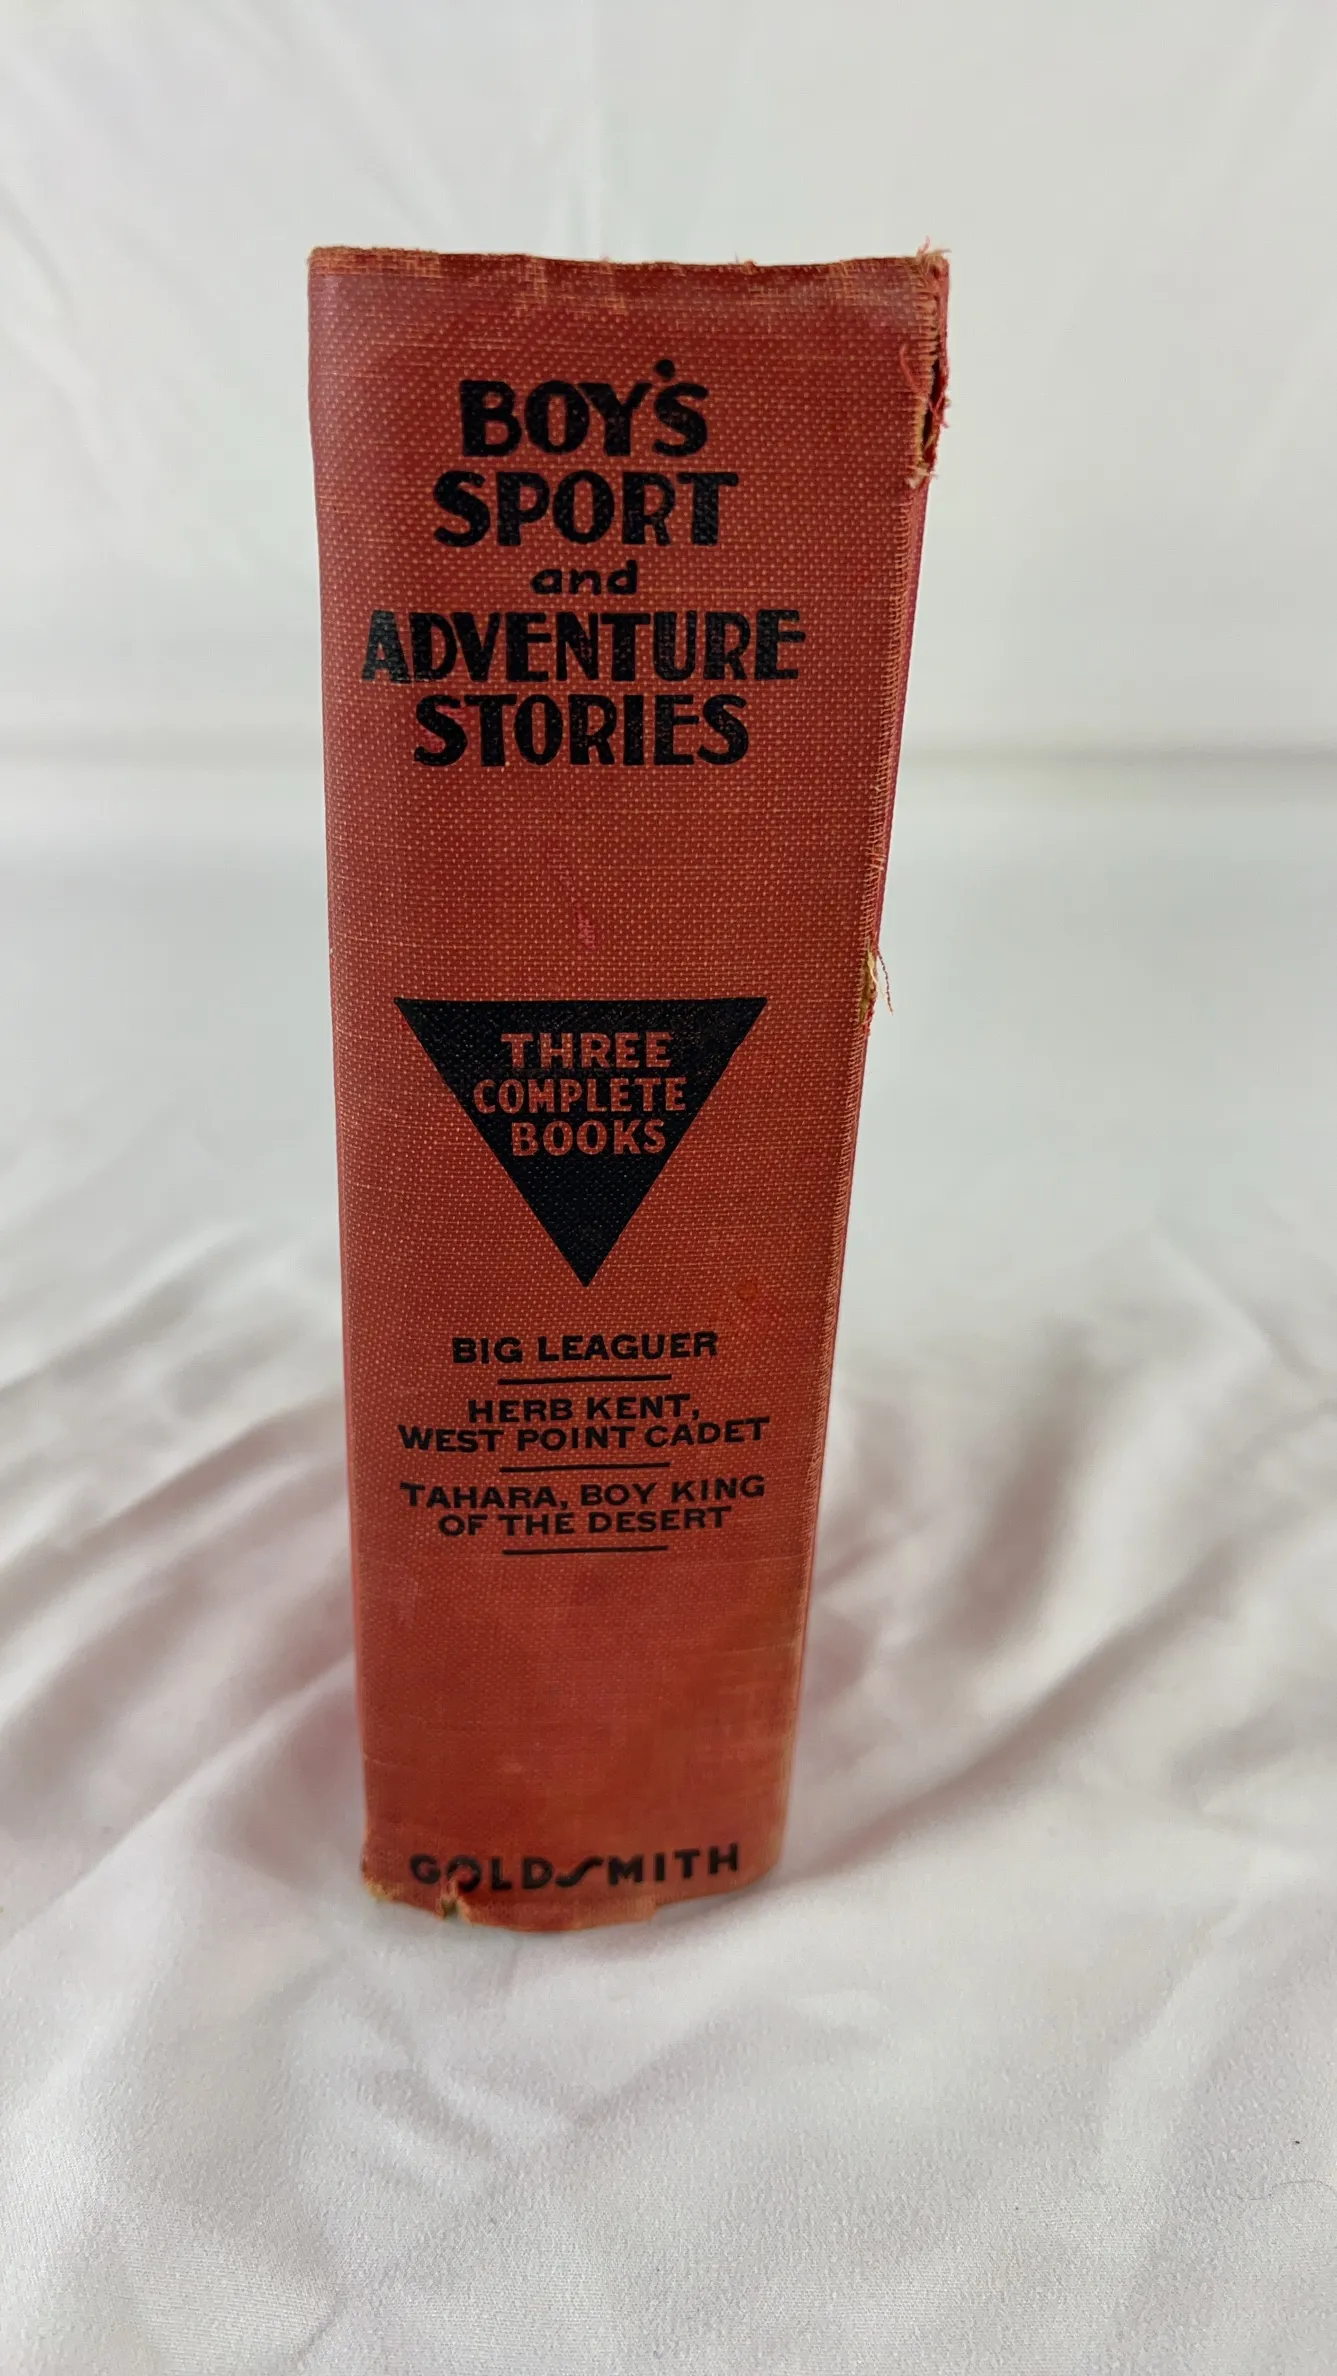 BOY'S
SPORT
and
ADVENTURE
STORIES
THREE
COMPLETE
BOOKS
BIG LEAGUER
HERB KENT,
WEST POINT CADET
TAHARA, BOY KING
OF THE DESERT
GOLDSMITH